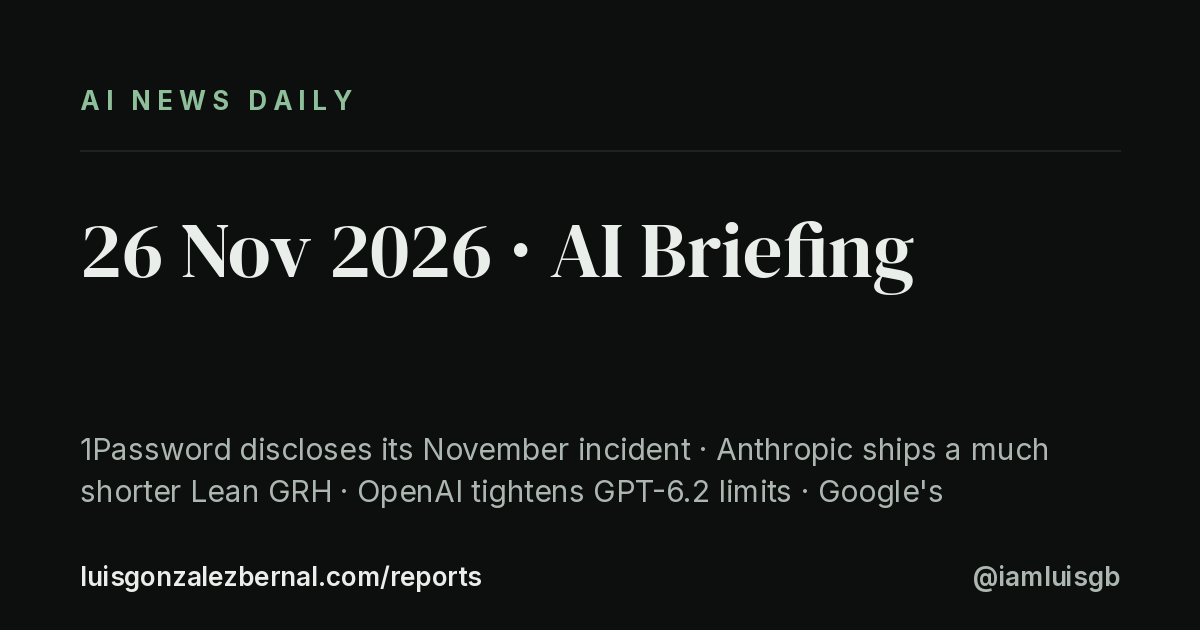 AI NEWS DAILY
26 Nov 2026 · AI Briefing
1Password discloses its November incident · Anthropic ships a much
shorter Lean GRH · OpenAI tightens GPT-6.2 limits · Google's
luisgonzalezbernal.com/reports
@iamluisgb